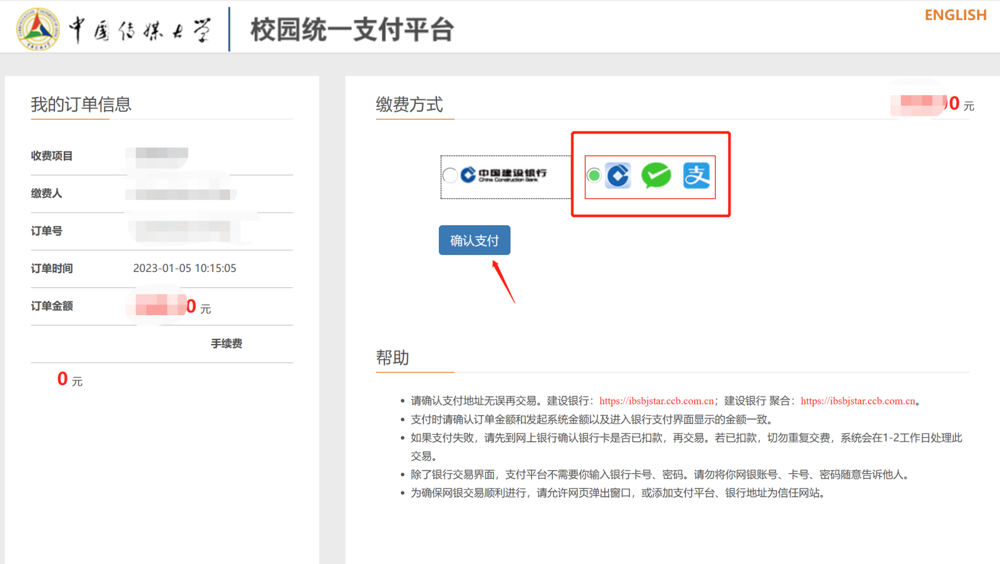 中国传媒大学
校园统一支付平台
ENGLISH
我的订单信息
收费项目
缴费人
订单号
订单时间 2023-01-05 10:15:05
订单金额 0 元
手续费
0 元
缴费方式
0 元
中国建设银行
China Construction Bank
支
确认支付
帮助
请确认支付地址无误再交易。建设银行：https://ibsbjstar.ccb.com.cn；建设银行 聚合：https://ibsbjstar.ccb.com.cn。
支付时请确认订单金额和发起系统金额以及进入银行支付界面显示的金额一致。
如果支付失败，请先到网上银行确认银行卡是否已扣款，再交易。若已扣款，切勿重复交费，系统会在1-2工作日处理此
交易。
除了银行交易界面，支付平台不需要你输入银行卡号、密码。请勿将你网银账号、卡号、密码随意告诉他人。
为确保网银交易顺利进行，请允许网页弹出窗口，或添加支付平台、银行地址为信任网站。